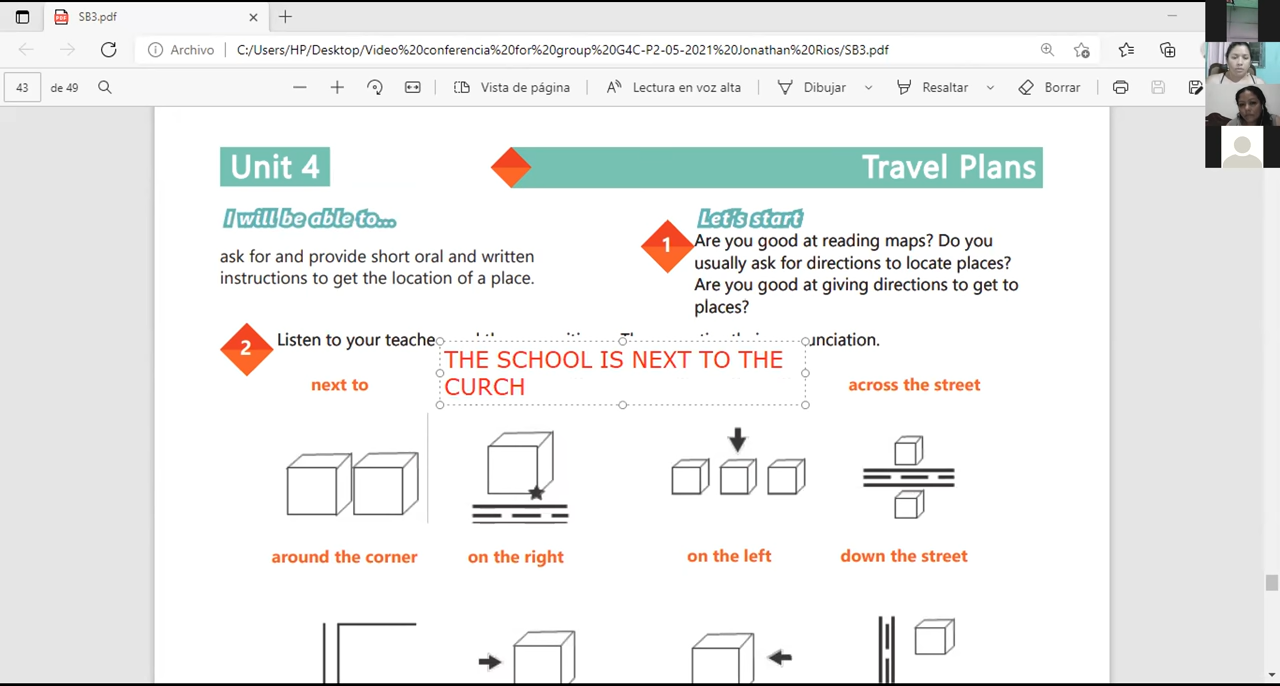 SB3.pdf
Archivo C:/Users/HP/Desktop/Video%20conferencia%20for%20group%20G4C-P2-05-2021%20Jonathan%20Rios/SB3.pdf
43 de 49 Vista de página Lectura en voz alta Dibujar Resaltar Borrar
Unit 4 Travel Plans
I will be able to...
ask for and provide short oral and written
instructions to get the location of a place.
Let's start
1 Are you good at reading maps? Do you
usually ask for directions to locate places?
Are you good at giving directions to get to
places?
2 Listen to your
THE SCHOOL IS NEXT TO THE
CURCH
next to across the street
around the corner on the right on the left down the street